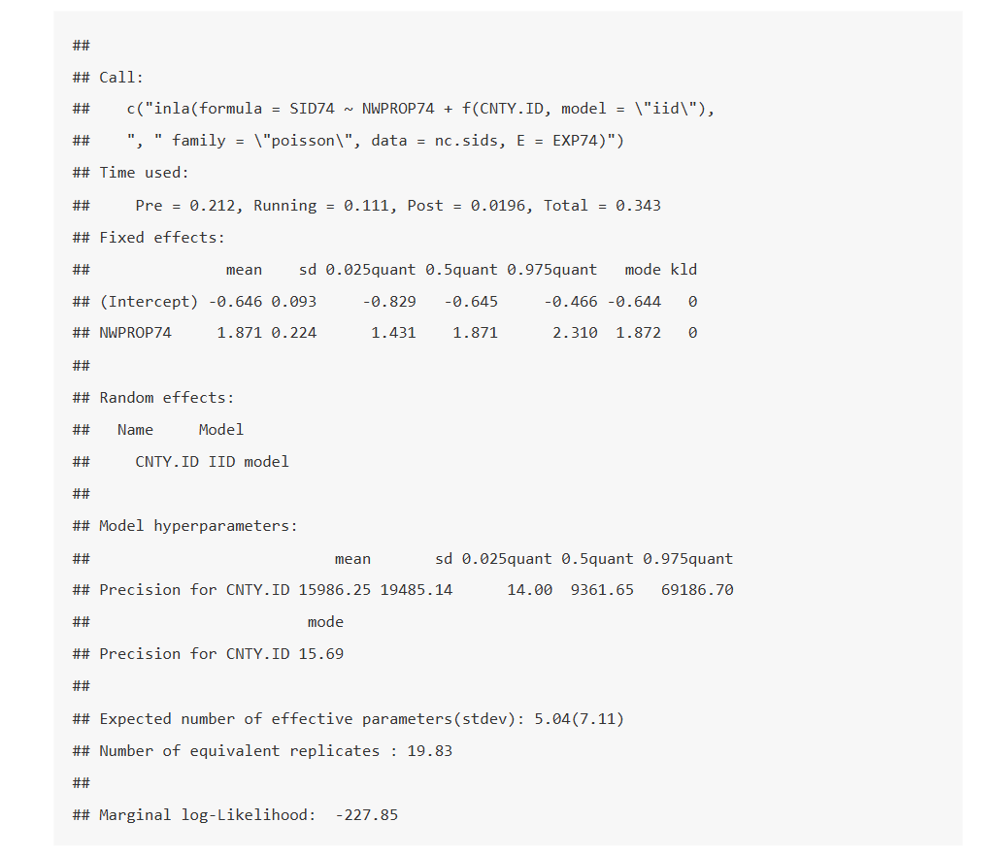 ##
## Call:
##    c("inla(formula = SID74 ~ NWPROP74 + f(CNTY.ID, model = \"iid\"),
##    ", " family = \"poisson\", data = nc.sids, E = EXP74)")
## Time used:
##     Pre = 0.212, Running = 0.111, Post = 0.0196, Total = 0.343
## Fixed effects:
##               mean    sd 0.025quant 0.5quant 0.975quant   mode kld
## (Intercept) -0.646 0.093     -0.829   -0.645     -0.466 -0.644   0
## NWPROP74     1.871 0.224      1.431    1.871      2.310  1.872   0
##
## Random effects:
##   Name     Model
##     CNTY.ID IID model
##
## Model hyperparameters:
##                           mean       sd 0.025quant 0.5quant 0.975quant
## Precision for CNTY.ID 15986.25 19485.14      14.00  9361.65   69186.70
##                        mode
## Precision for CNTY.ID 15.69
##
## Expected number of effective parameters(stdev): 5.04(7.11)
## Number of equivalent replicates : 19.83
##
## Marginal log-Likelihood:  -227.85